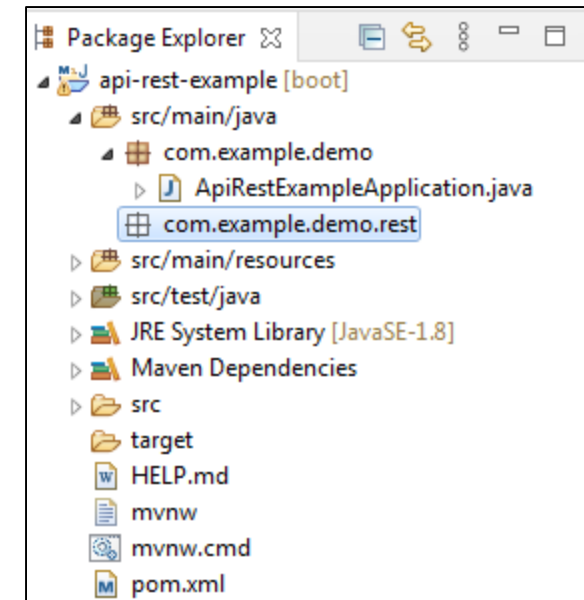 Package Explorer
api-rest-example [boot]
src/main/java
com.example.demo
ApiRestExampleApplication.java
com.example.demo.rest
src/main/resources
src/test/java
JRE System Library [JavaSE-1.8]
Maven Dependencies
src
target
HELP.md
mvnw
mvnw.cmd
pom.xml